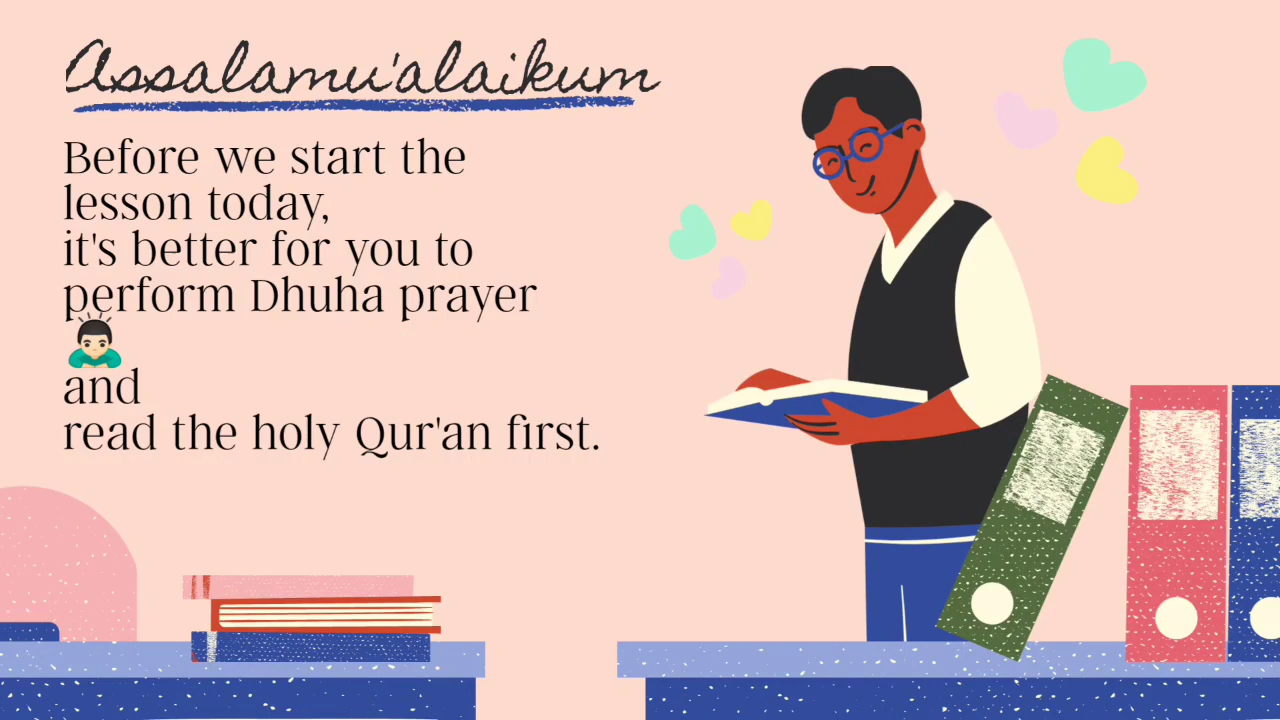 Assalamu'alaikum
Before we start the
lesson today,
it's better for you to
perform Dhuha prayer
🙇🏻‍♂️
and
read the holy Qur'an first.